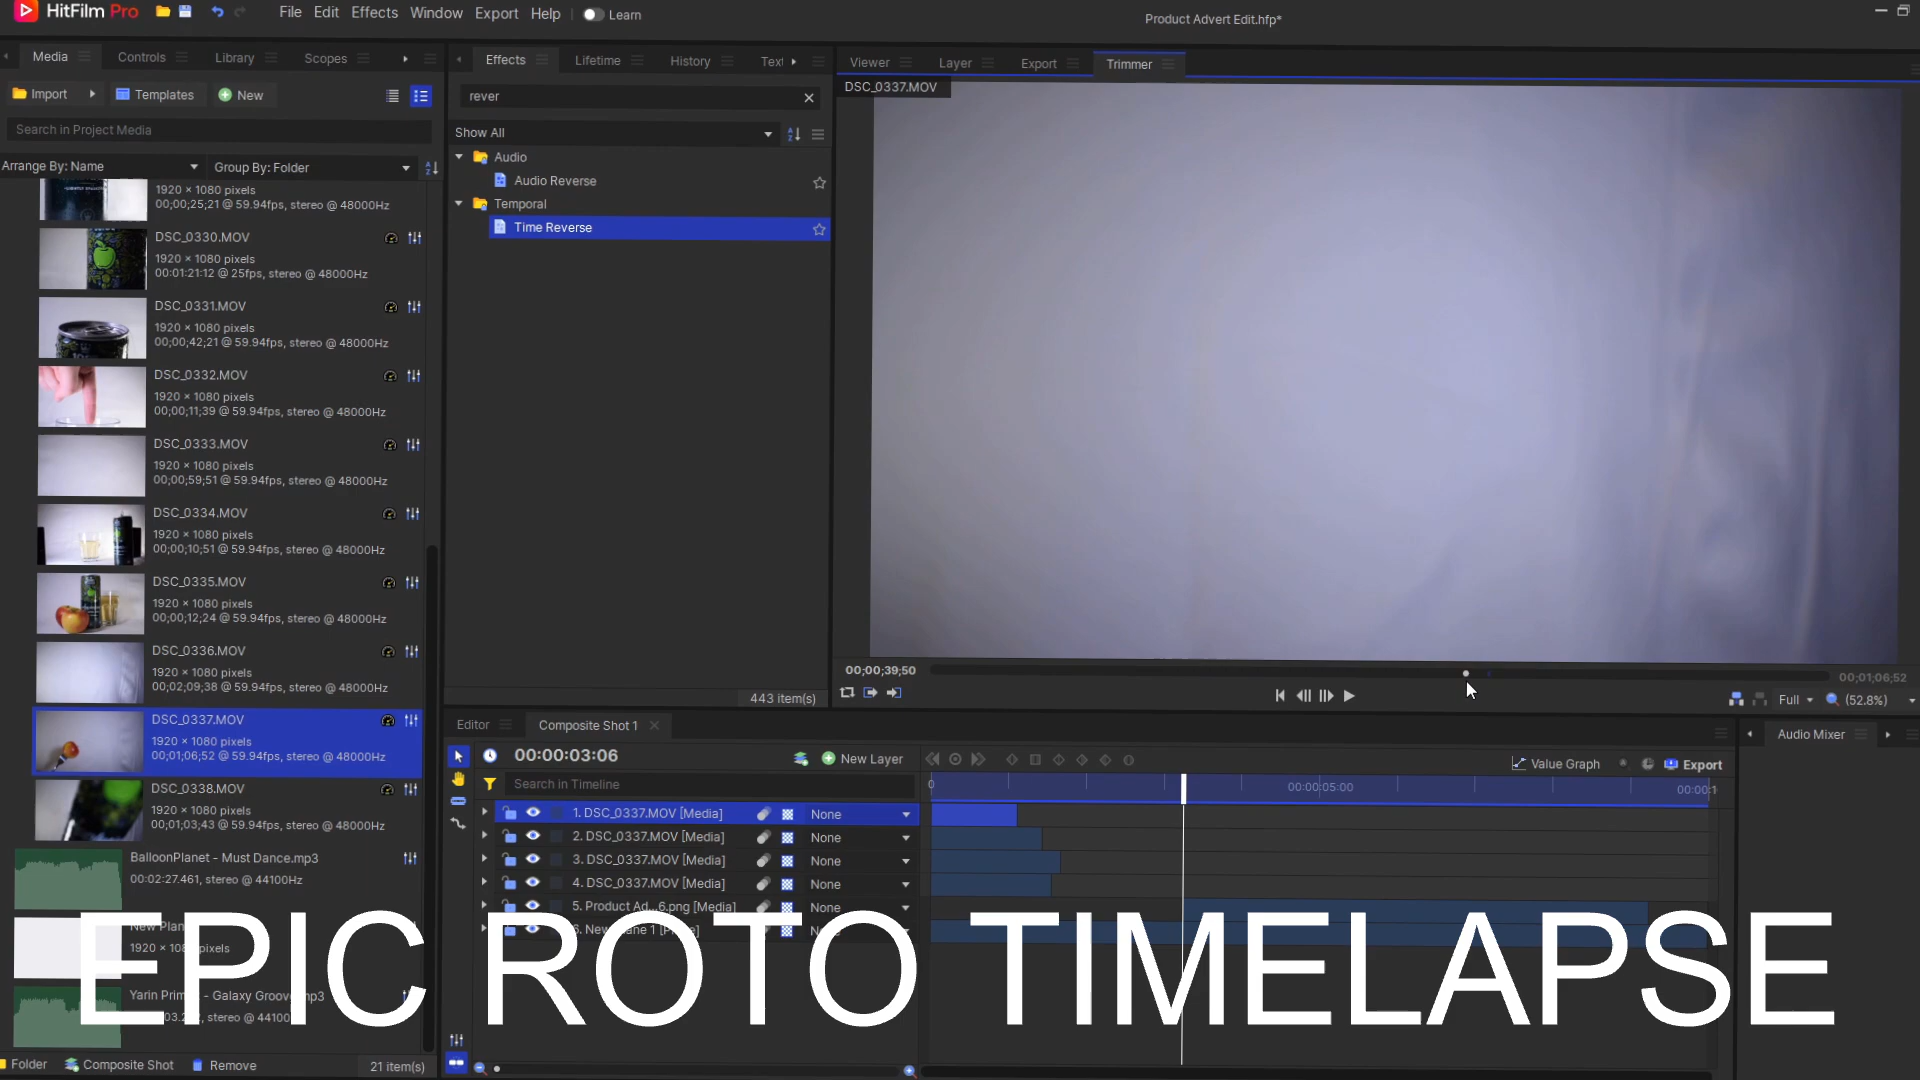 HitFilm Pro
File Edit Effects Window Export Help Learn
Product Advert Edit.hfp*
Media Controls Library Scopes
Import Templates New
Search in Project Media
Arrange By: Name Group By: Folder
1920 × 1080 pixels
00;00;25;21 @ 59.94fps, stereo @ 48000Hz
DSC_0330.MOV
1920 × 1080 pixels
00:01:21:12 @ 25fps, stereo @ 48000Hz
DSC_0331.MOV
1920 × 1080 pixels
00;00;42;21 @ 59.94fps, stereo @ 48000Hz
DSC_0332.MOV
1920 × 1080 pixels
00;00;11;39 @ 59.94fps, stereo @ 48000Hz
DSC_0333.MOV
1920 × 1080 pixels
00;00;59;51 @ 59.94fps, stereo @ 48000Hz
DSC_0334.MOV
1920 × 1080 pixels
00;00;10;51 @ 59.94fps, stereo @ 48000Hz
DSC_0335.MOV
1920 × 1080 pixels
00;00;12;24 @ 59.94fps, stereo @ 48000Hz
DSC_0336.MOV
1920 × 1080 pixels
00;02;09;38 @ 59.94fps, stereo @ 48000Hz
DSC_0337.MOV
1920 × 1080 pixels
00;01;06;52 @ 59.94fps, stereo @ 48000Hz
DSC_0338.MOV
1920 × 1080 pixels
00;01;03;43 @ 59.94fps, stereo @ 48000Hz
BalloonPlanet - Must Dance.mp3
00:02:27.461, stereo @ 44100Hz
New Plan
1920 × 108 pixels
Yarin Prim - Galaxy Groove.mp3
Folder Composite Shot Remove 21 item(s)
Effects Lifetime History Text
rever
Show All
Audio
Audio Reverse
Temporal
Time Reverse
443 item(s)
Viewer Layer Export Trimmer
DSC_0337.MOV
00;00;39;50 00;01;06;52
Full (52.8%)
Editor Composite Shot 1
00:00:03:06 New Layer
Value Graph Export
Search in Timeline
0 00:00:05:00 00:00:1
1. DSC_0337.MOV [Media] None
2. DSC_0337.MOV [Media] None
3. DSC_0337.MOV [Media] None
4. DSC_0337.MOV [Media] None
5. Product Ad...6.png [Media] None
6. New Plane 1 [Plane] None
Audio Mixer
EPIC ROTO TIMELAPSE